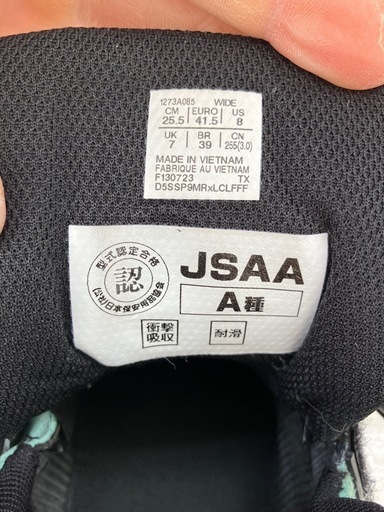 1273A085 WIDE
CM EURO US
25.5 41.5 8
UK BR CN
7 39 255(3.0)
MADE IN VIETNAM
FABRIQUE AU VIETNAM
F130723 TX
D5SSP9MRxLCLFFF
型式認定合格
認
(公社)日本保安用品協会
JSAA
A種
衝撃
吸収
耐滑